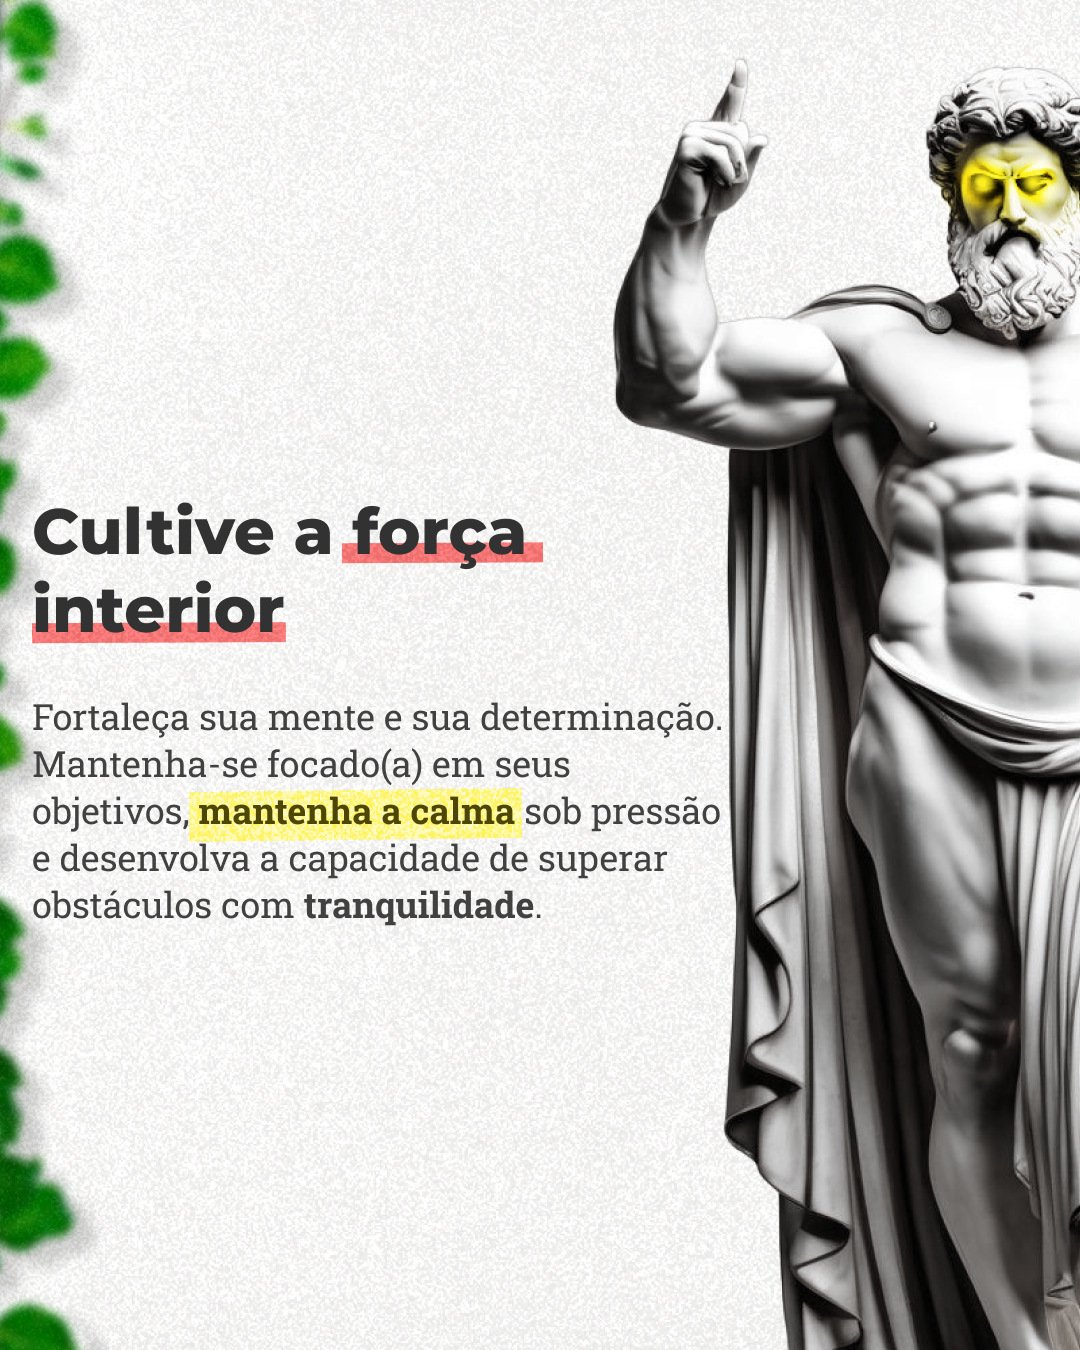 Cultive a força
interior
Fortaleça sua mente e sua determinação.
Mantenha-se focado(a) em seus
objetivos, mantenha a calma sob pressão
e desenvolva a capacidade de superar
obstáculos com tranquilidade.